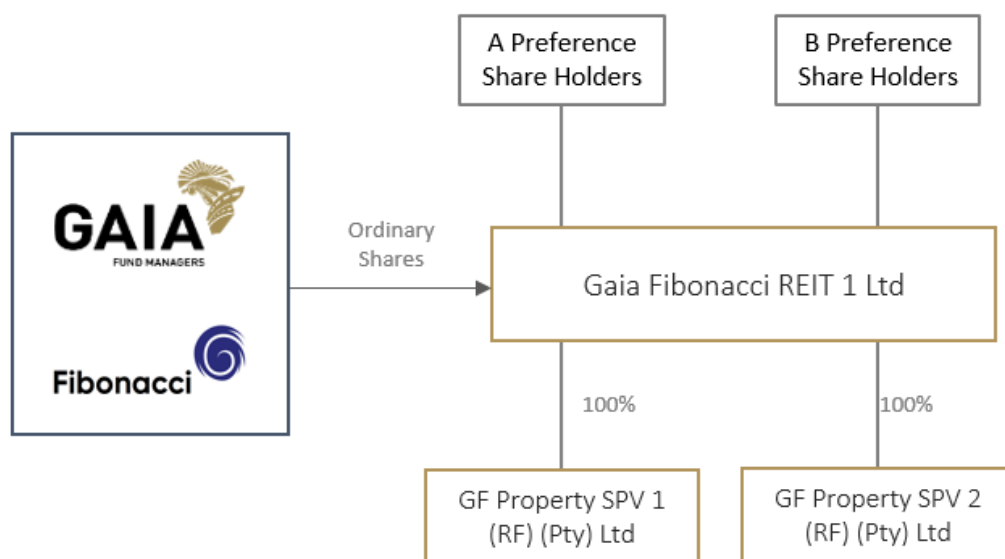 A Preference
Share Holders
B Preference
Share Holders
GAIA
FUND MANAGERS
Fibonacci
Ordinary
Shares
Gaia Fibonacci REIT 1 Ltd
100%
100%
GF Property SPV 1
(RF) (Pty) Ltd
GF Property SPV 2
(RF) (Pty) Ltd